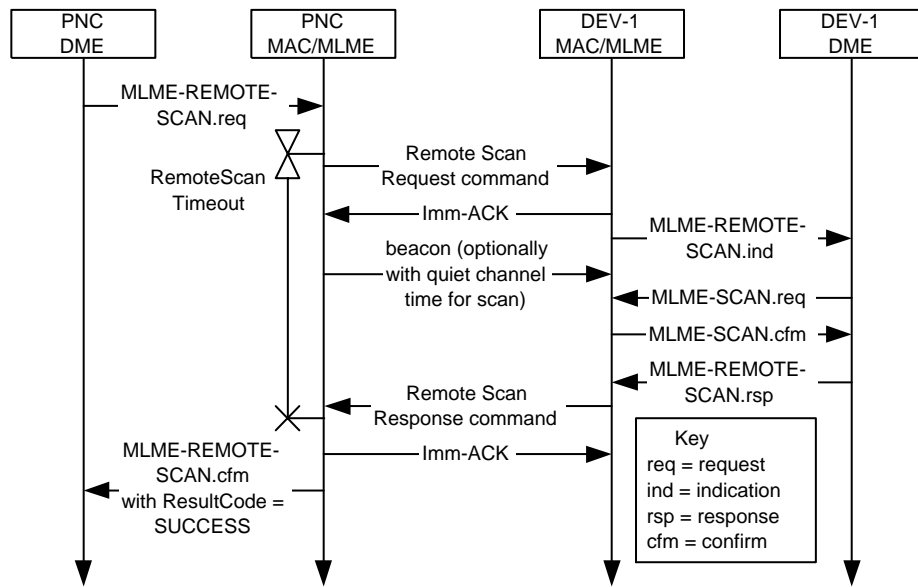 PNC
DME
PNC
MAC/MLME
DEV-1
MAC/MLME
DEV-1
DME
MLME-REMOTE-
SCAN.req
RemoteScan
Timeout
Remote Scan
Request command
Imm-ACK
MLME-REMOTE-
SCAN.ind
beacon (optionally
with quiet channel
time for scan)
MLME-SCAN.req
MLME-SCAN.cfm
MLME-REMOTE-
SCAN.rsp
Remote Scan
Response command
Imm-ACK
MLME-REMOTE-
SCAN.cfm
with ResultCode =
SUCCESS
Key
req = request
ind = indication
rsp = response
cfm = confirm